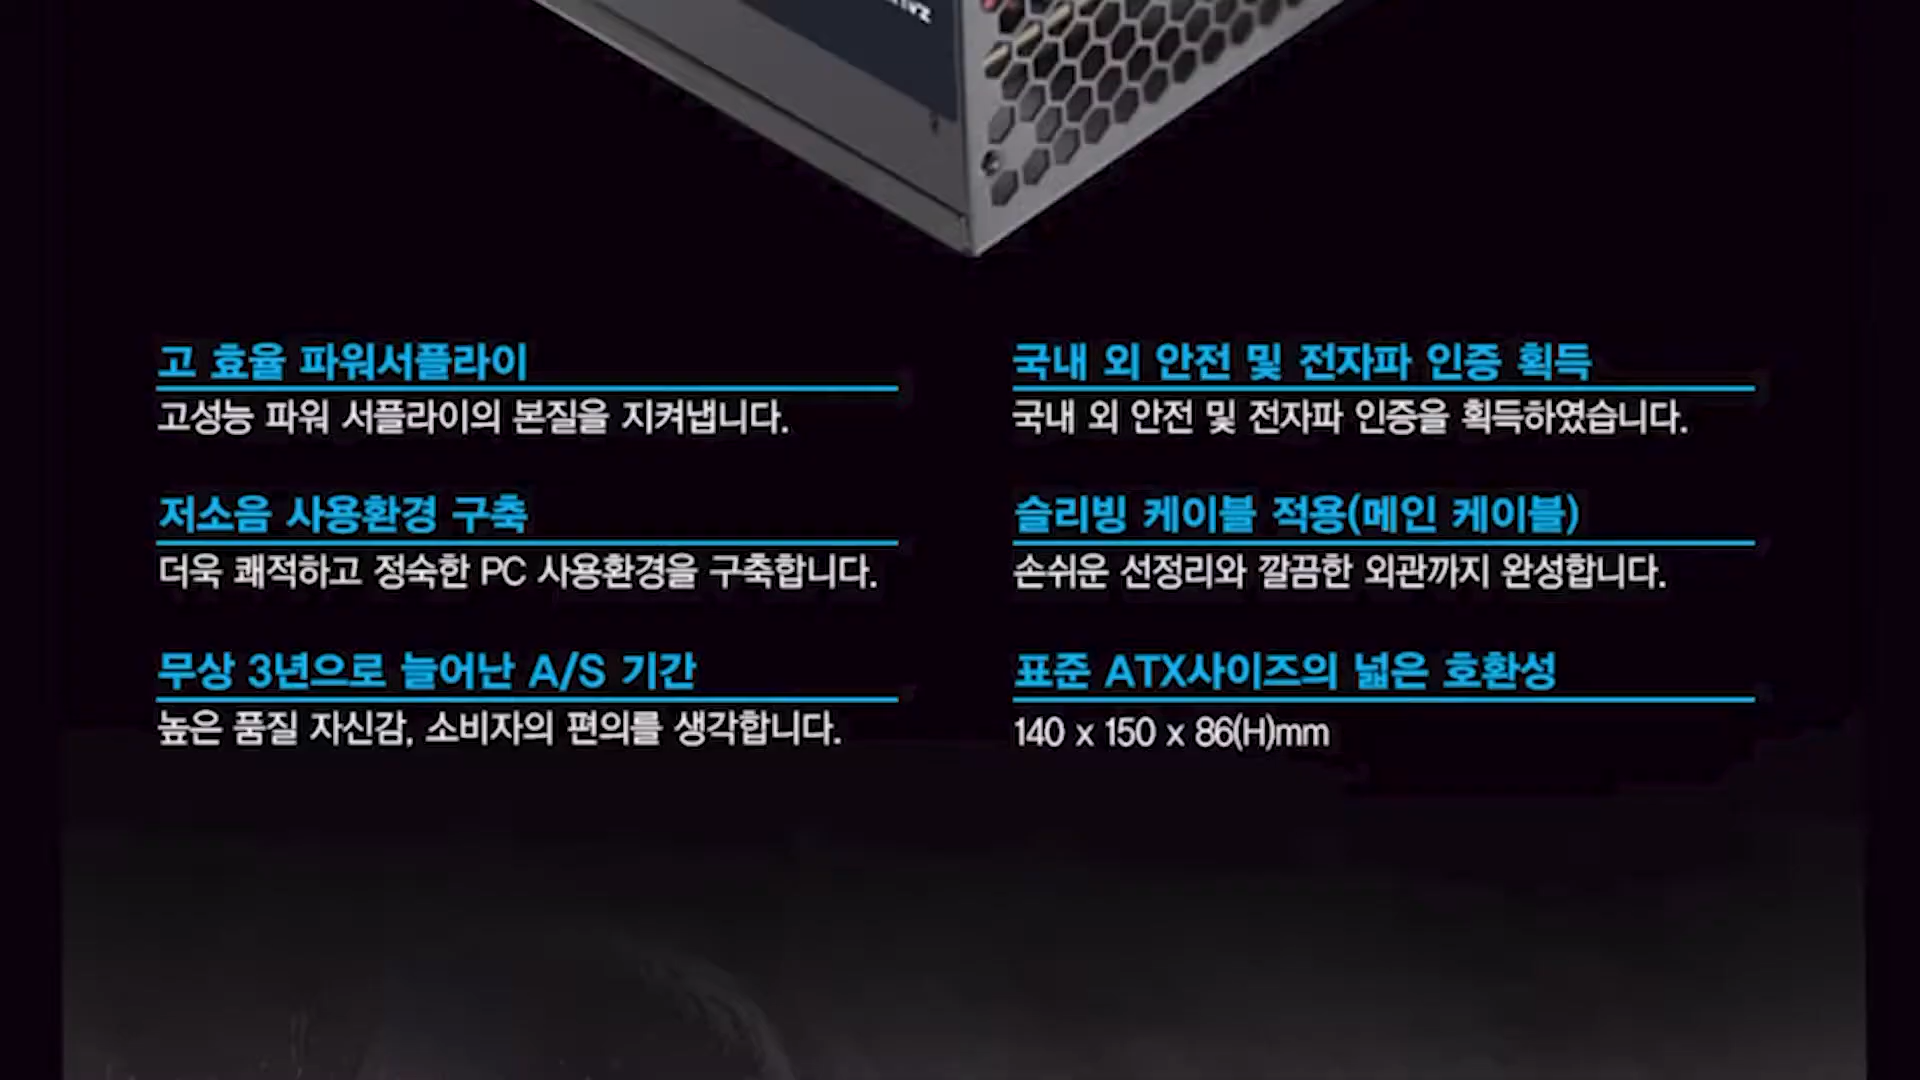 고 효율 파워서플라이
고성능 파워 서플라이의 본질을 지켜냅니다.
저소음 사용환경 구축
더욱 쾌적하고 정숙한 PC 사용환경을 구축합니다.
무상 3년으로 늘어난 A/S 기간
높은 품질 자신감, 소비자의 편의를 생각합니다.
국내 외 안전 및 전자파 인증 획득
국내 외 안전 및 전자파 인증을 획득하였습니다.
슬리빙 케이블 적용(메인 케이블)
손쉬운 선정리와 깔끔한 외관까지 완성합니다.
표준 ATX사이즈의 넓은 호환성
140 x 150 x 86(H)mm